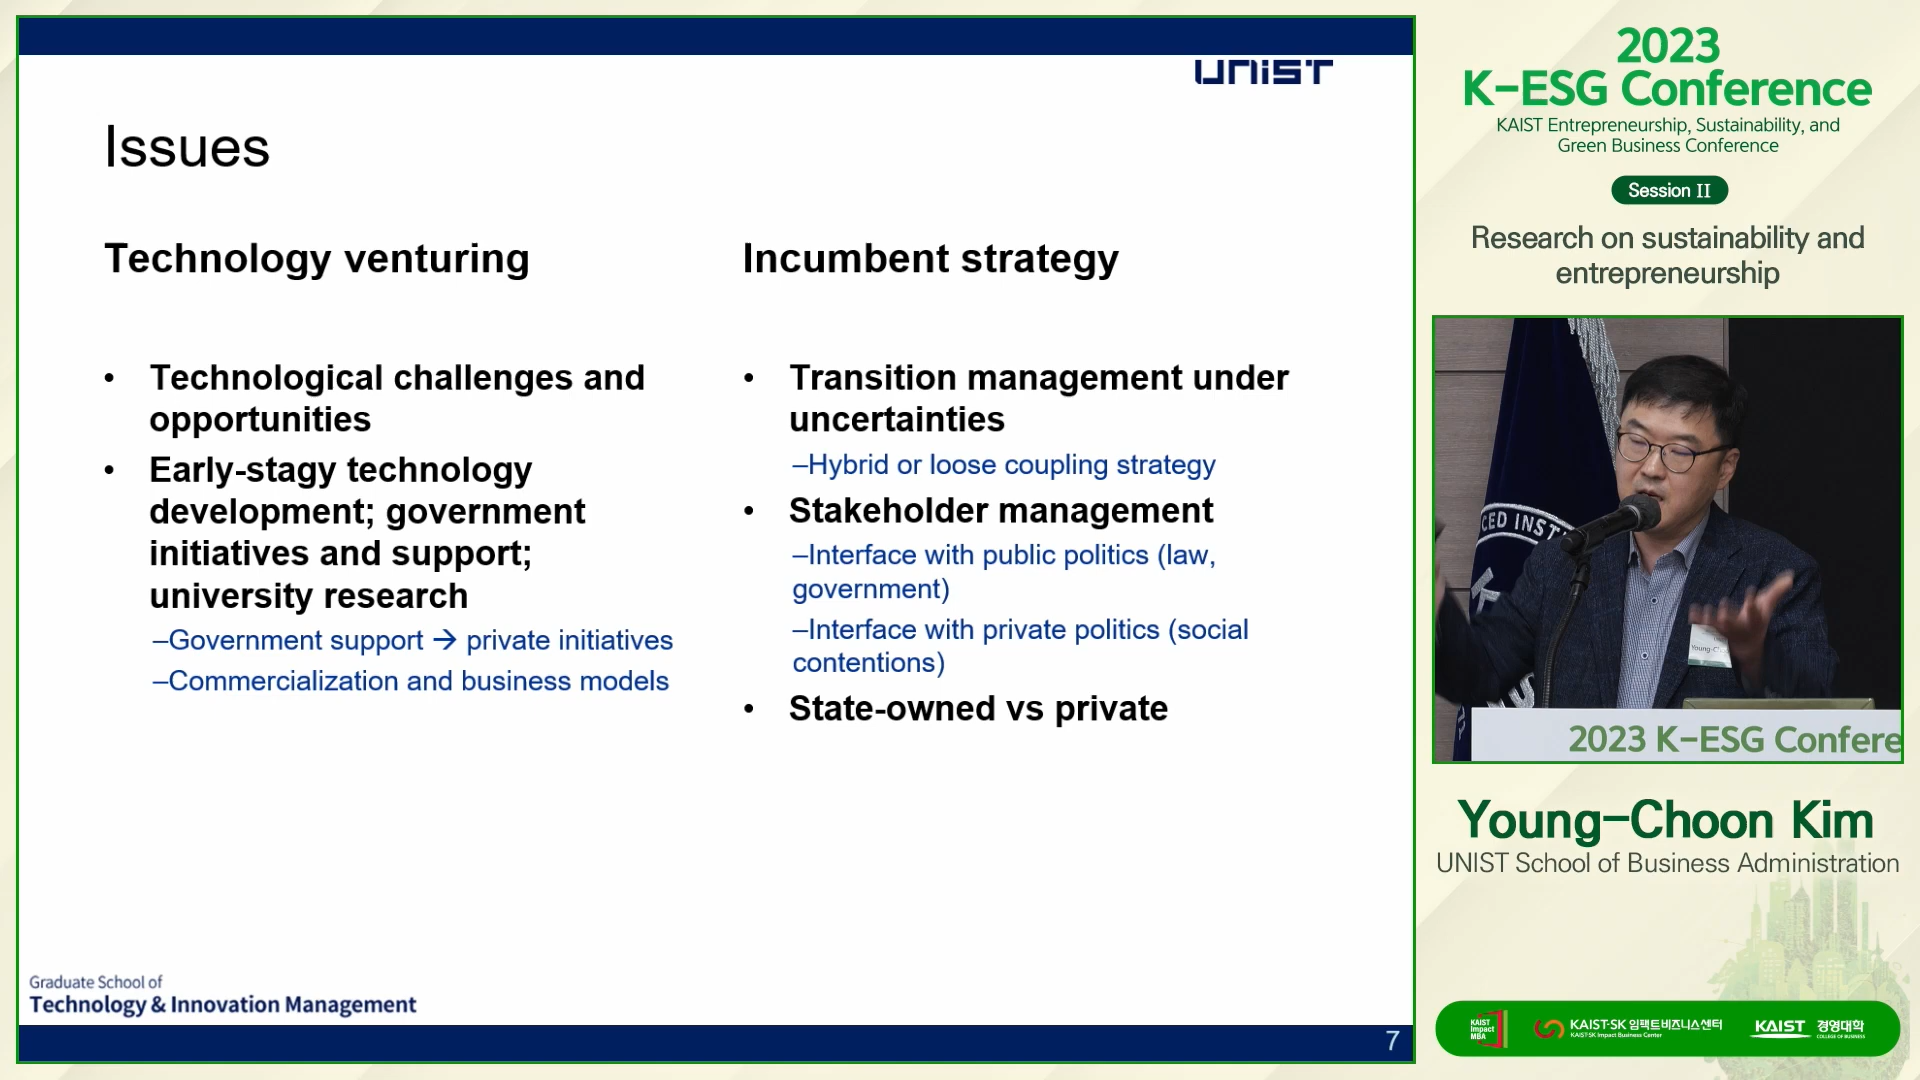 UNIST
Issues
Technology venturing
• Technological challenges and
opportunities
• Early-stagy technology
development; government
initiatives and support;
university research
–Government support → private initiatives
–Commercialization and business models
Incumbent strategy
• Transition management under
uncertainties
–Hybrid or loose coupling strategy
• Stakeholder management
–Interface with public politics (law,
government)
–Interface with private politics (social
contentions)
• State-owned vs private
Graduate School of
Technology & Innovation Management
7
2023
K-ESG Conference
KAIST Entrepreneurship, Sustainability, and
Green Business Conference
Session II
Research on sustainability and
entrepreneurship
CED INST
K
Young-Ch
2023 K-ESG Confere
Young-Choon Kim
UNIST School of Business Administration
KAIST
Impact
MBA
KAIST-SK 임팩트비즈니스센터
KAIST-SK Impact Business Center
KAIST 경영대학
COLLEGE OF BUSINESS